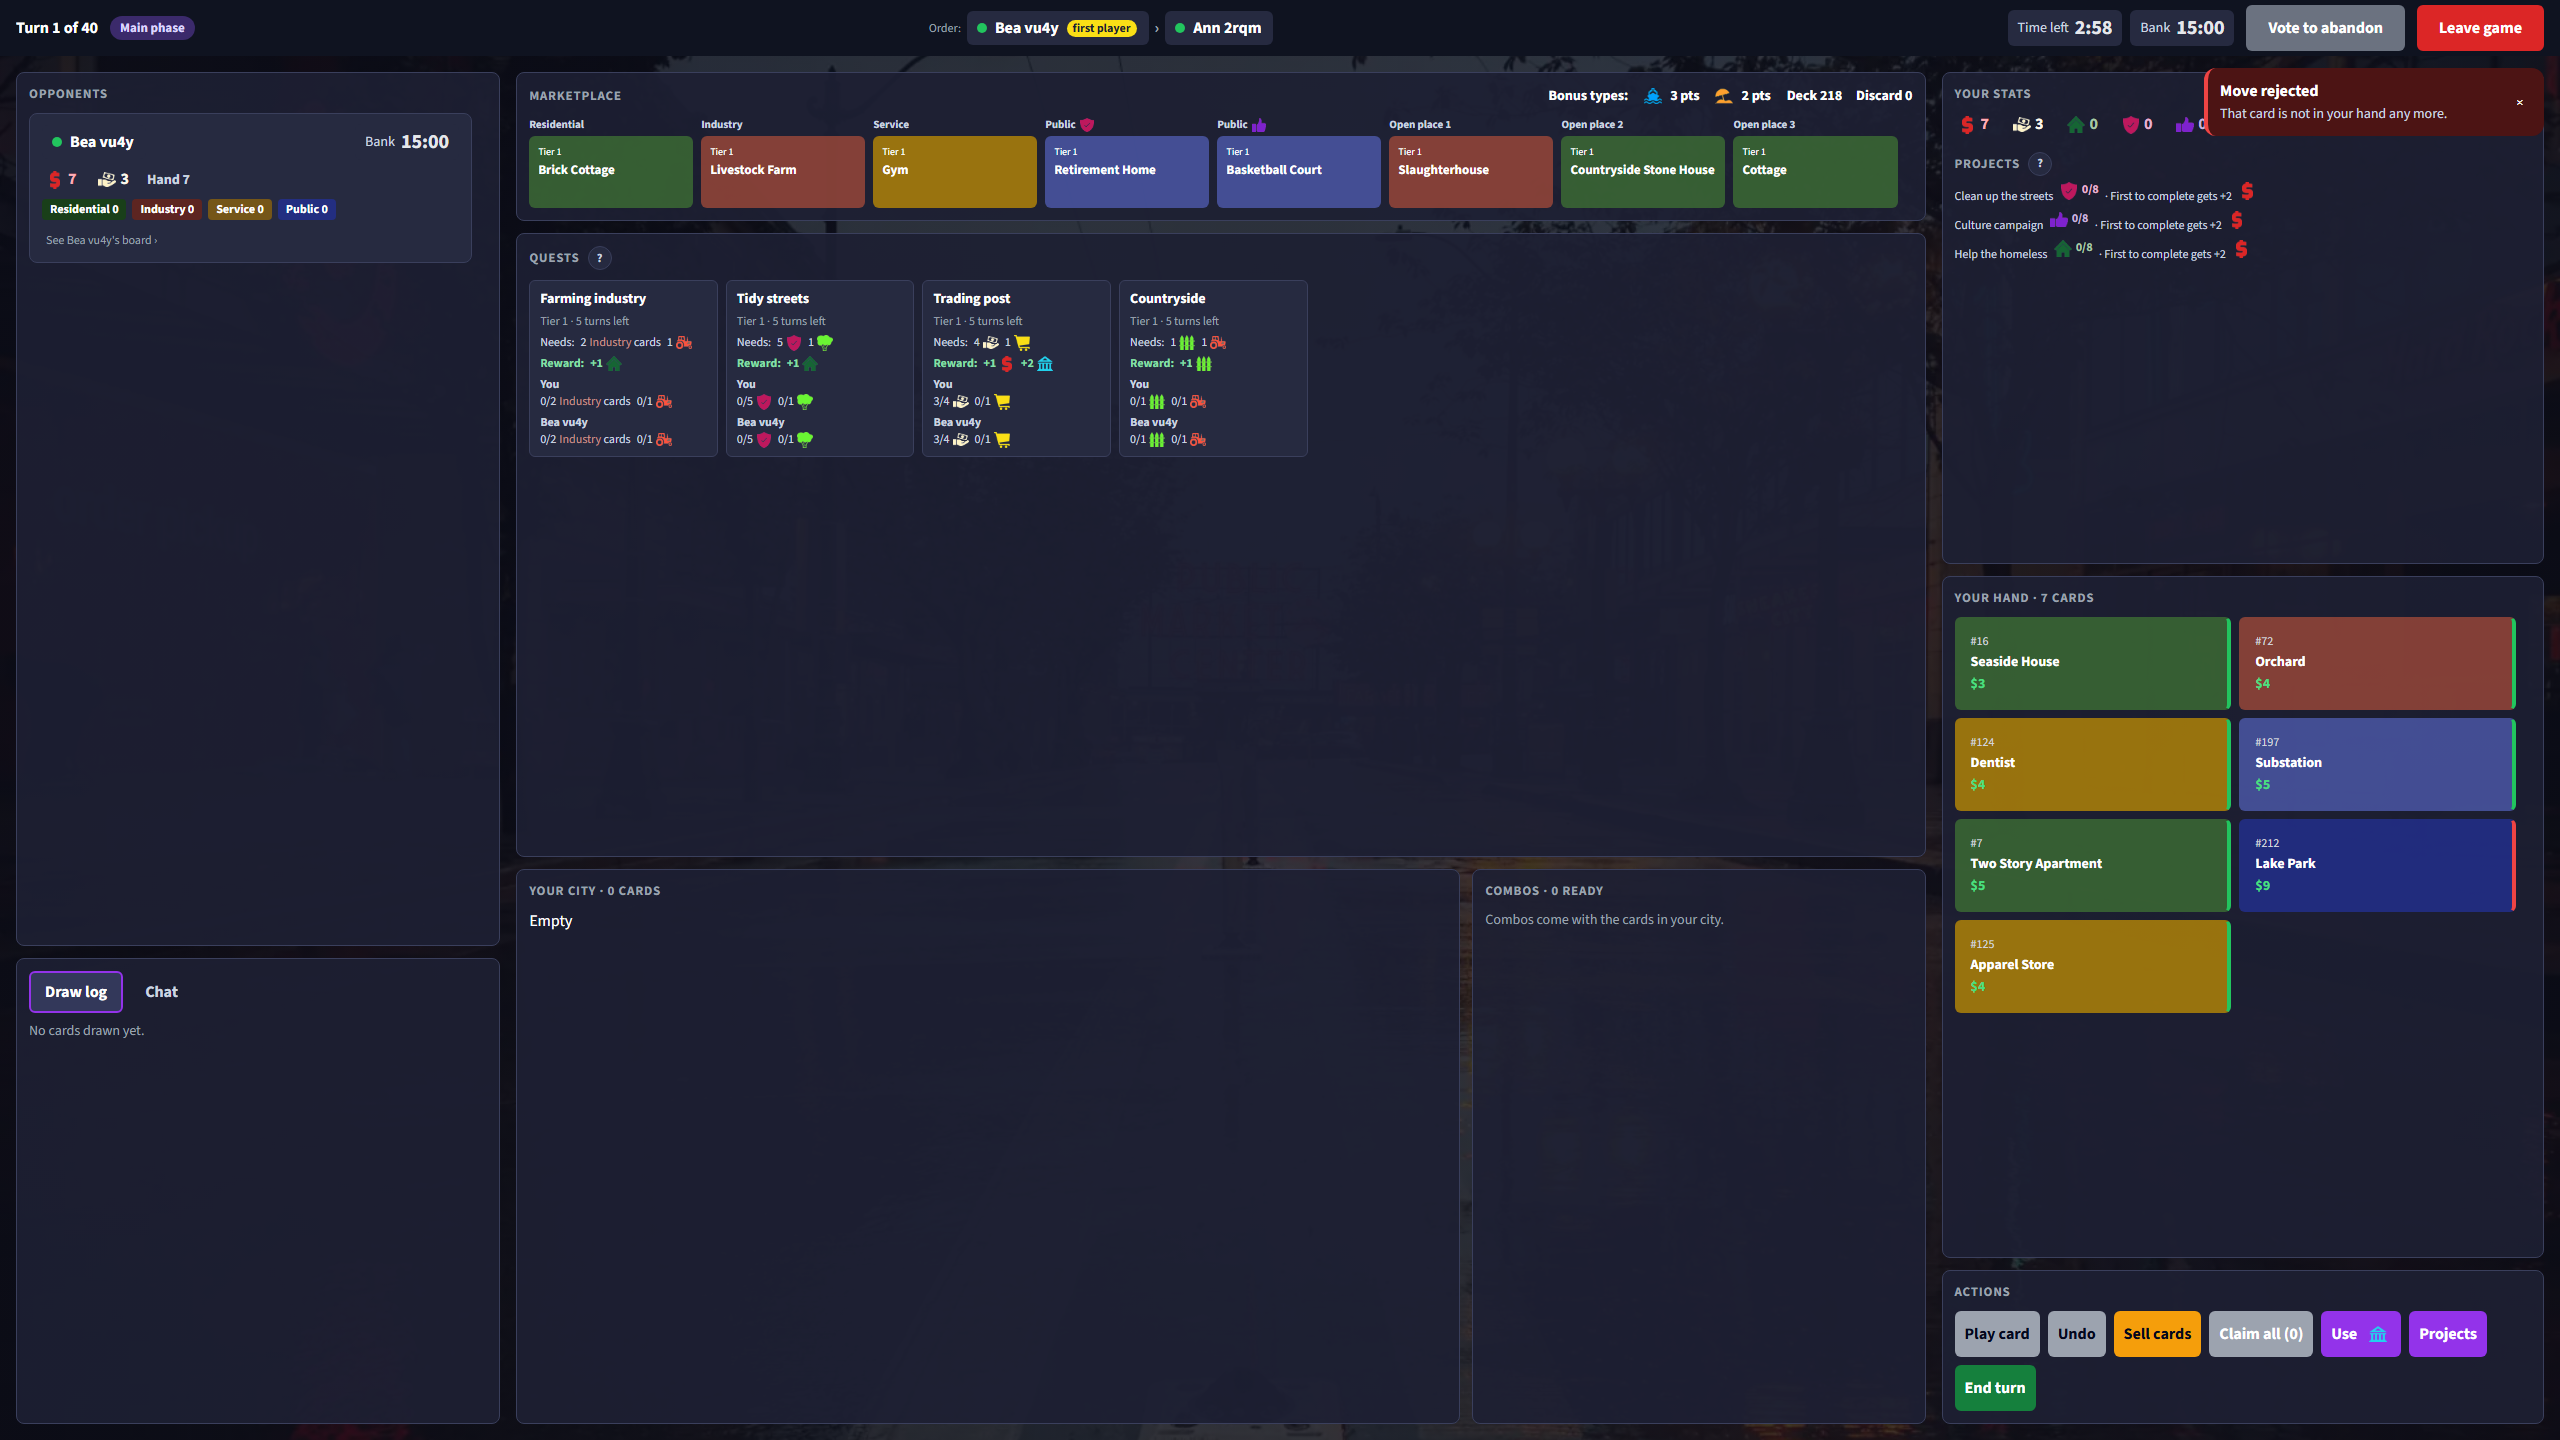 Turn 1 of 40 Main phase
Order: Bea vu4y first player › Ann 2rqm
Time left 2:58 Bank 15:00 Vote to abandon Leave game
OPPONENTS
Bea vu4y Bank 15:00
7 3 Hand 7
Residential 0 Industry 0 Service 0 Public 0
See Bea vu4y's board ›
Draw log Chat
No cards drawn yet.
MARKETPLACE Bonus types: 3 pts 2 pts Deck 218 Discard 0
Residential Industry Service Public Public Open place 1 Open place 2 Open place 3
Tier 1 Tier 1 Tier 1 Tier 1 Tier 1 Tier 1 Tier 1 Tier 1
Brick Cottage Livestock Farm Gym Retirement Home Basketball Court Slaughterhouse Countryside Stone House Cottage
QUESTS ?
Farming industry
Tier 1 · 5 turns left
Needs: 2 Industry cards 1
Reward: +1
You
0/2 Industry cards 0/1
Bea vu4y
0/2 Industry cards 0/1
Tidy streets
Tier 1 · 5 turns left
Needs: 5 1
Reward: +1
You
0/5 0/1
Bea vu4y
0/5 0/1
Trading post
Tier 1 · 5 turns left
Needs: 4 1
Reward: +1 +2
You
3/4 0/1
Bea vu4y
3/4 0/1
Countryside
Tier 1 · 5 turns left
Needs: 1 1
Reward: +1
You
0/1 0/1
Bea vu4y
0/1 0/1
YOUR CITY · 0 CARDS
Empty
COMBOS · 0 READY
Combos come with the cards in your city.
YOUR STATS
7 3 0 0 0
Move rejected
That card is not in your hand any more.
×
PROJECTS ?
Clean up the streets 0/8 · First to complete gets +2
Culture campaign 0/8 · First to complete gets +2
Help the homeless 0/8 · First to complete gets +2
YOUR HAND · 7 CARDS
#16
Seaside House
$3
#72
Orchard
$4
#124
Dentist
$4
#197
Substation
$5
#7
Two Story Apartment
$5
#212
Lake Park
$9
#125
Apparel Store
$4
ACTIONS
Play card Undo Sell cards Claim all (0) Use Projects
End turn